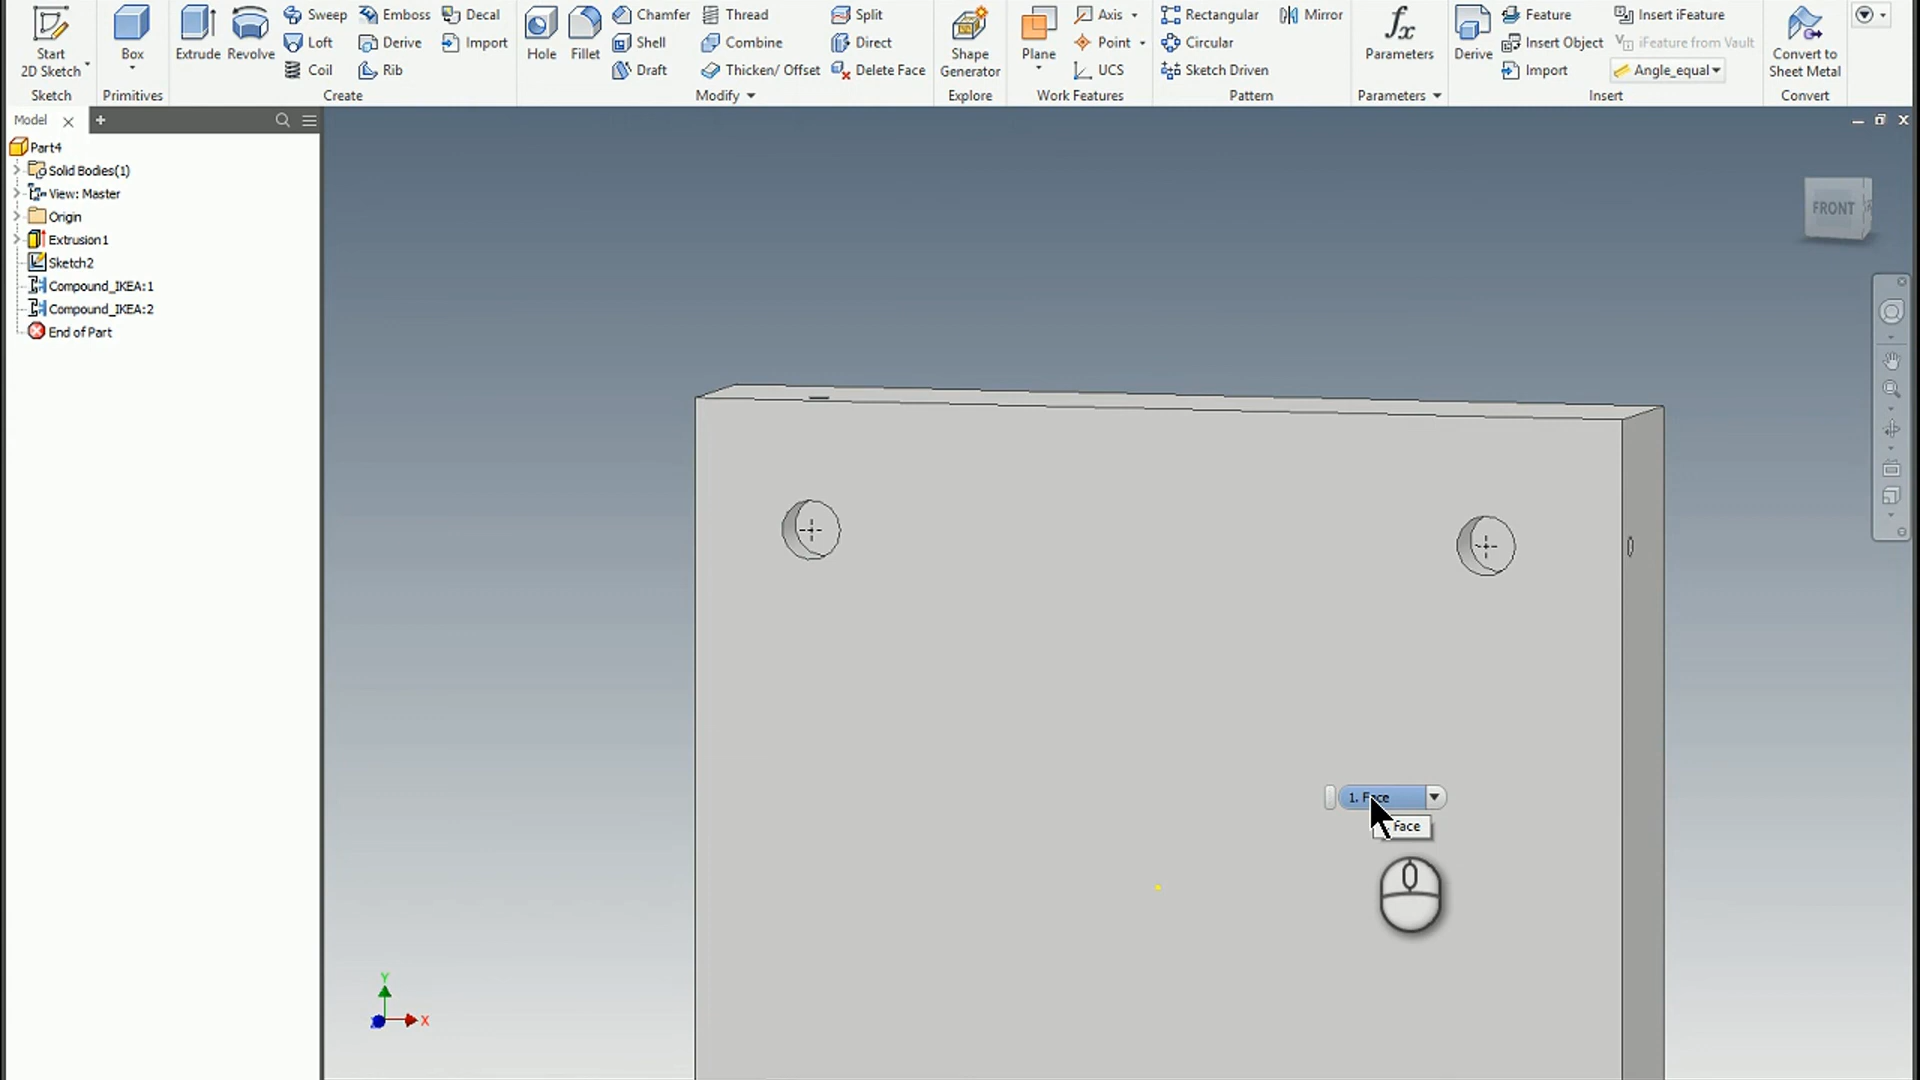 Start
2D Sketch
Sketch
Box
Primitives
Extrude
Revolve
Sweep
Loft
Coil
Emboss
Derive
Rib
Decal
Import
Create
Hole
Fillet
Chamfer
Shell
Draft
Thread
Combine
Thicken/ Offset
Split
Direct
Delete Face
Modify
Shape
Generator
Explore
Plane
Axis
Point
UCS
Work Features
Rectangular
Circular
Sketch Driven
Mirror
Pattern
fx
Parameters
Parameters
Derive
Feature
Insert Object
Import
Insert iFeature
iFeature from Vault
Angle_equal
Insert
Convert to
Sheet Metal
Convert
Model
Part4
Solid Bodies(1)
View: Master
Origin
Extrusion1
Sketch2
Compound_IKEA:1
Compound_IKEA:2
End of Part
FRONT
1. Face
Face
Y
X